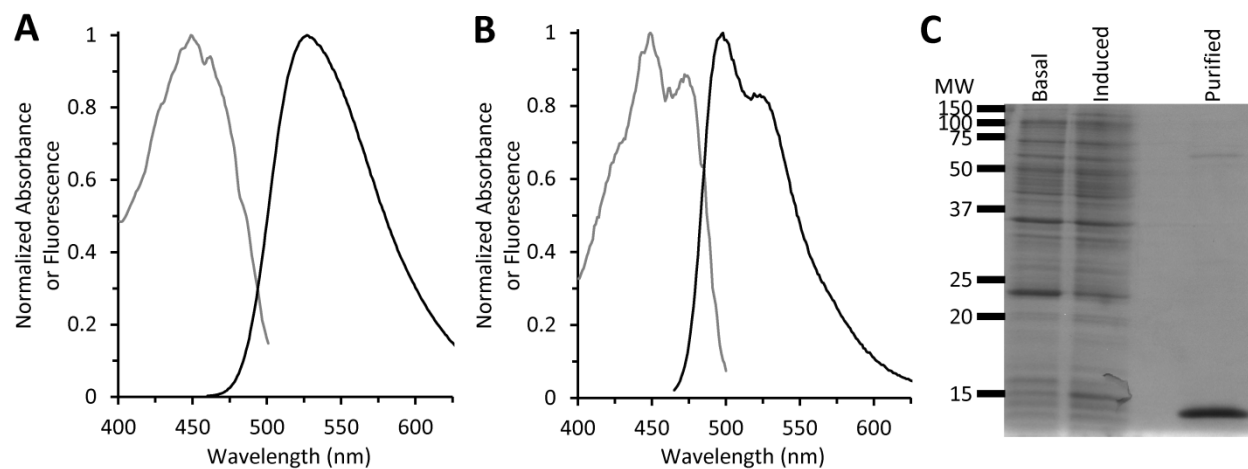 A
Normalized Absorbance
or Fluorescence
1
0.8
0.6
0.4
0.2
0
400
450
500
550
600
Wavelength (nm)
B
Normalized Absorbance
or Fluorescence
1
0.8
0.6
0.4
0.2
0
400
450
500
550
600
Wavelength (nm)
C
MW
Basal
Induced
Purified
150
100
75
50
37
25
20
15